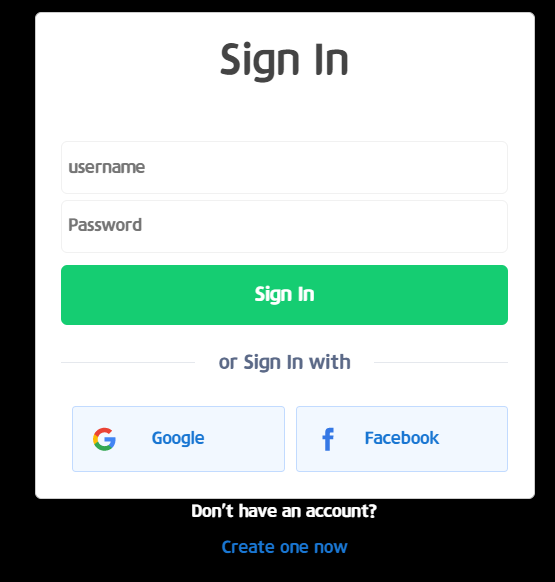 Sign In
username
Password
Sign In
or Sign In with
Google
Facebook
Don't have an account?
Create one now